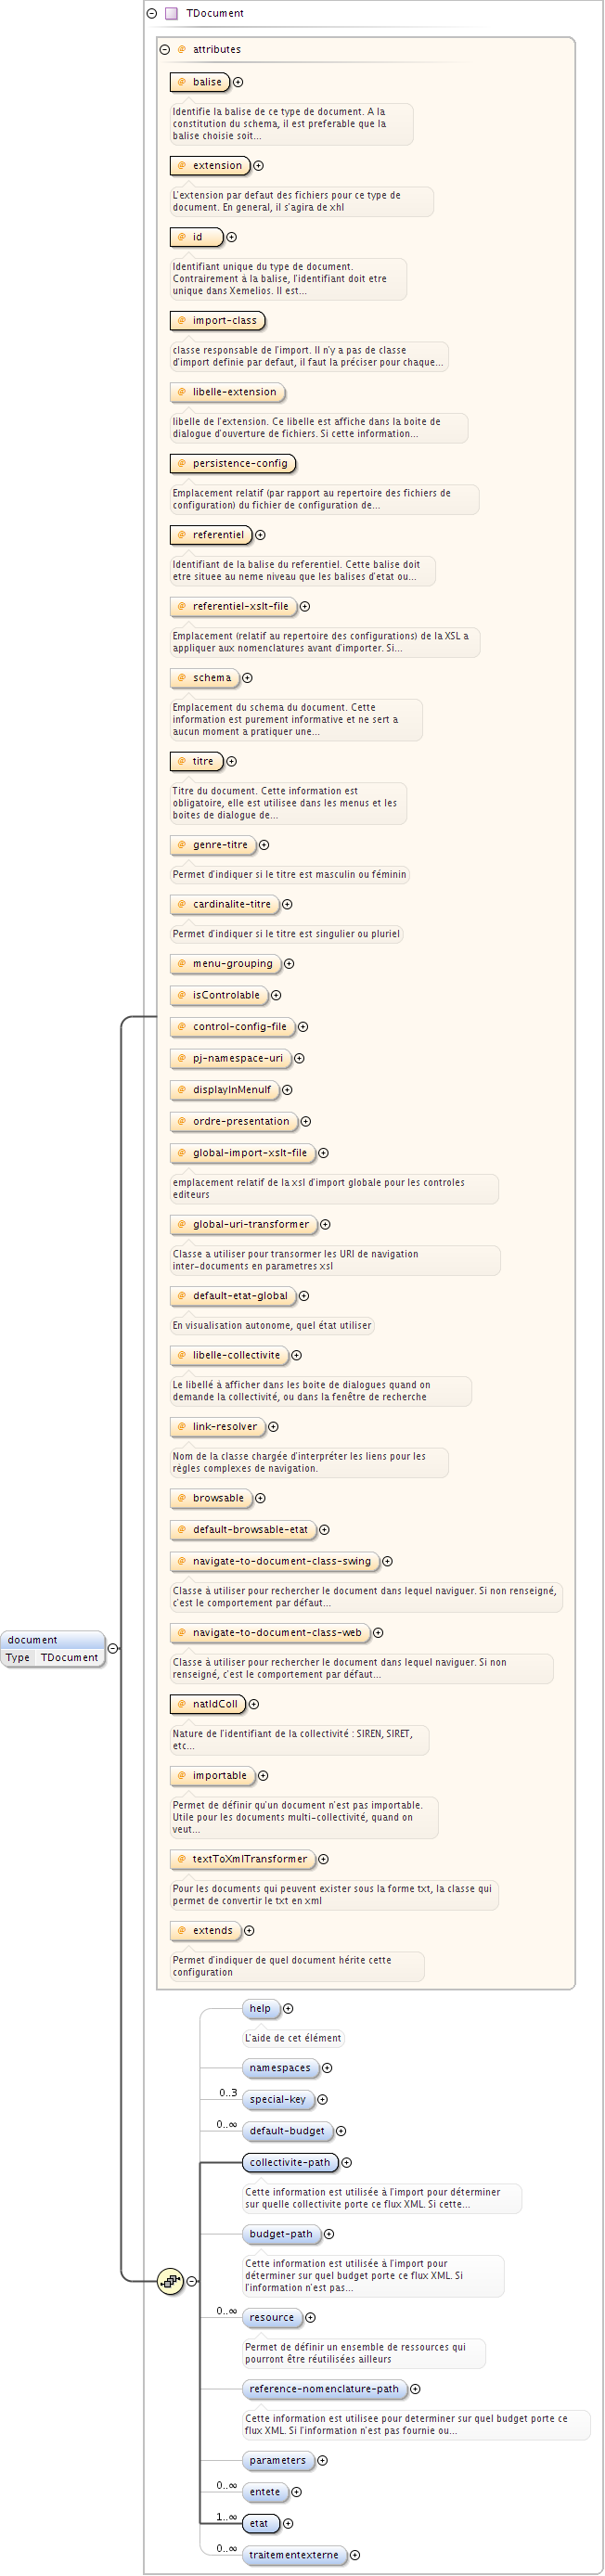 TDocument
attributes
balise
Identifie la balise de ce type de document. A la
constitution du schema, il est preferable que la
balise choisie soit...
extension
L'extension par defaut des fichiers pour ce type de
document. En general, il s'agira de xhl
id
Identifiant unique du type de document.
Contrairement à la balise, l'identifiant doit etre
unique dans Xemelios. Il est...
import-class
classe responsable de l'import. Il n'y a pas de classe
d'import definie par defaut, il faut la préciser pour chaque...
libelle-extension
libelle de l'extension. Ce libelle est affiche dans la boite de
dialogue d'ouverture de fichiers. Si cette information...
persistence-config
Emplacement relatif (par rapport au repertoire des fichiers de
configuration) du fichier de configuration de...
referentiel
Identifiant de la balise du referentiel. Cette balise doit
etre situee au neme niveau que les balises d'etat ou...
referentiel-xslt-file
Emplacement (relatif au repertoire des configurations) de la XSL a
appliquer aux nomenclatures avant d'importer. Si...
schema
Emplacement du schema du document. Cette
information est purement informative et ne sert a
aucun moment a pratiquer une...
titre
Titre du document. Cette information est
obligatoire, elle est utilisee dans les menus et les
boites de dialogue de...
genre-titre
Permet d'indiquer si le titre est masculin ou féminin
cardinalite-titre
Permet d'indiquer si le titre est singulier ou pluriel
menu-grouping
isControlable
control-config-file
pj-namespace-uri
displayInMenuIf
ordre-presentation
global-import-xslt-file
emplacement relatif de la xsl d'import globale pour les controles
editeurs
global-uri-transformer
Classe a utiliser pour transormer les URI de navigation
inter-documents en parametres xsl
default-etat-global
En visualisation autonome, quel état utiliser
libelle-collectivite
Le libellé à afficher dans les boite de dialogues quand on
demande la collectivité, ou dans la fenêtre de recherche
link-resolver
Nom de la classe chargée d'interpréter les liens pour les
règles complexes de navigation.
browsable
default-browsable-etat
navigate-to-document-class-swing
Classe à utiliser pour rechercher le document dans lequel naviguer. Si non renseigné,
c'est le comportement par défaut...
navigate-to-document-class-web
Classe à utiliser pour rechercher le document dans lequel naviguer. Si non
renseigné, c'est le comportement par défaut...
document
Type TDocument
natIdColl
Nature de l'identifiant de la collectivité : SIREN, SIRET,
etc...
importable
Permet de définir qu'un document n'est pas importable.
Utile pour les documents multi-collectivité, quand on
veut...
textToXmlTransformer
Pour les documents qui peuvent exister sous la forme txt, la classe qui
permet de convertir le txt en xml
extends
Permet d'indiquer de quel document hérite cette
configuration
help
L'aide de cet élément
namespaces
0..3 special-key
0..∞ default-budget
collectivite-path
Cette information est utilisée à l'import pour déterminer
sur quelle collectivite porte ce flux XML. Si cette...
budget-path
Cette information est utilisée à l'import pour
déterminer sur quel budget porte ce flux XML. Si
l'information n'est pas...
0..∞ resource
Permet de définir un ensemble de ressources qui
pourront être réutilisées ailleurs
reference-nomenclature-path
Cette information est utilisee pour determiner sur quel budget porte ce
flux XML. Si l'information n'est pas fournie ou...
parameters
0..∞ entete
1..∞ etat
0..∞ traitementexterne